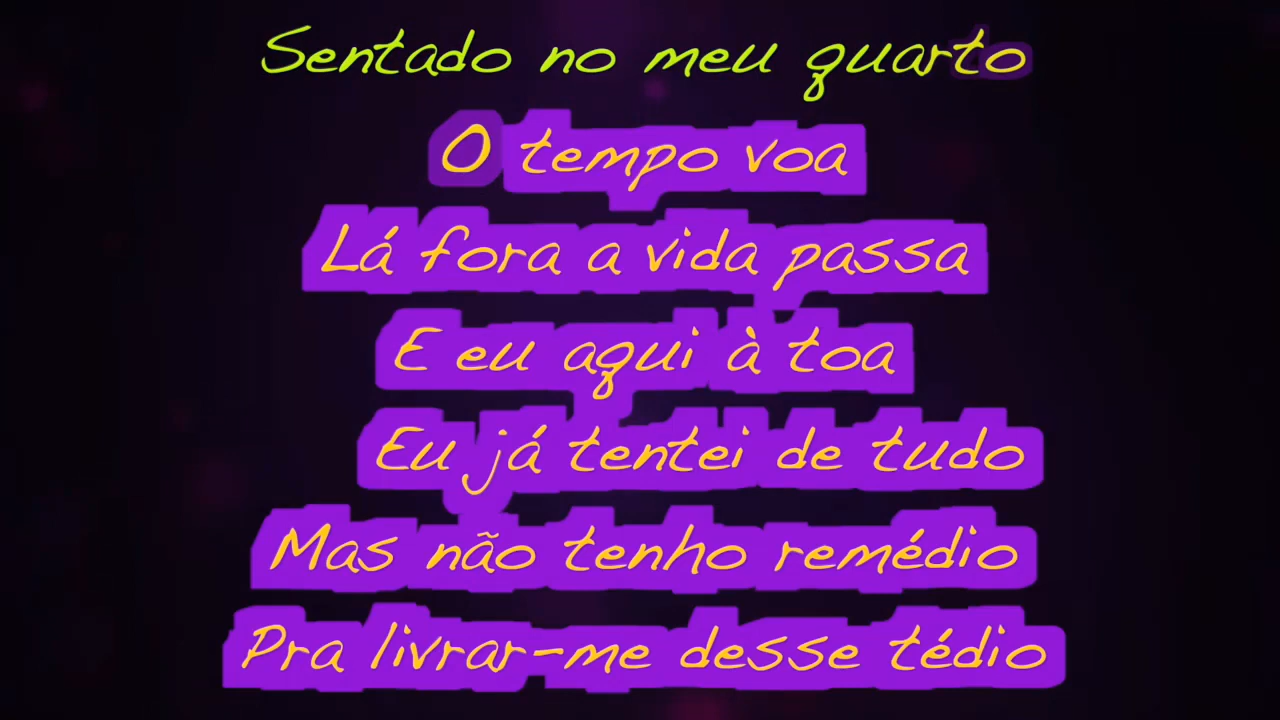 Sentado no meu quarto
O tempo voa
Lá fora a vida passa
E eu aqui à toa
Eu já tentei de tudo
Mas não tenho remédio
Pra livrar-me desse tédio